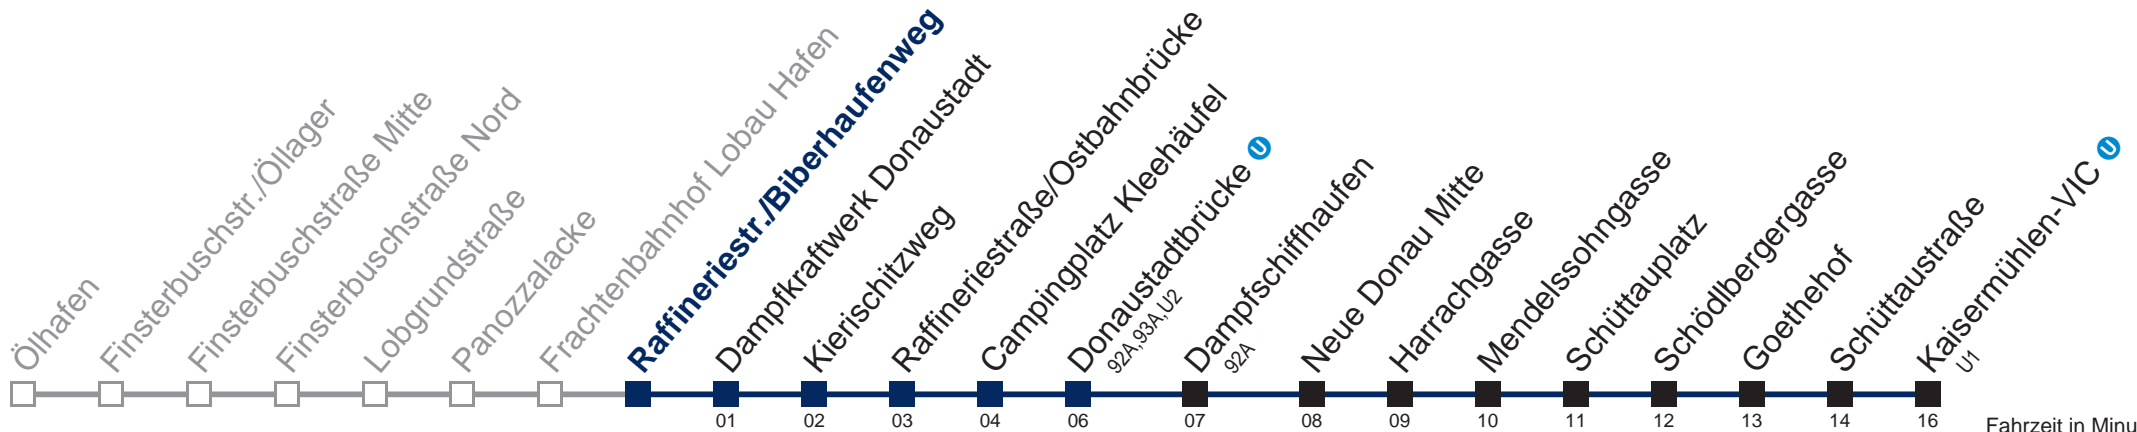 Ölhafen
Finsterbuschstr./Öllager
Finsterbuschstraße Mitte
Finsterbuschstraße Nord
Lobgrundstraße
Panozzalacke
Frachtenbahnhof Lobau Hafen
Raffineriestr./Biberhaufenweg
Dampfkraftwerk Donaustadt
01
Kierischitzweg
02
Raffineriestraße/Ostbahnbrücke
03
Campingplatz Kleehäufel
04
Donaustadtbrücke U
92A,93A,U2
06
Dampfschiffhaufen
92A
07
Neue Donau Mitte
08
Harrachgasse
09
Mendelssohngasse
10
Schüttauplatz
11
Schödlbergergasse
12
Goethehof
13
Schüttaustraße
14
Kaisermühlen-VIC U
U1
16
Fahrzeit in Minu